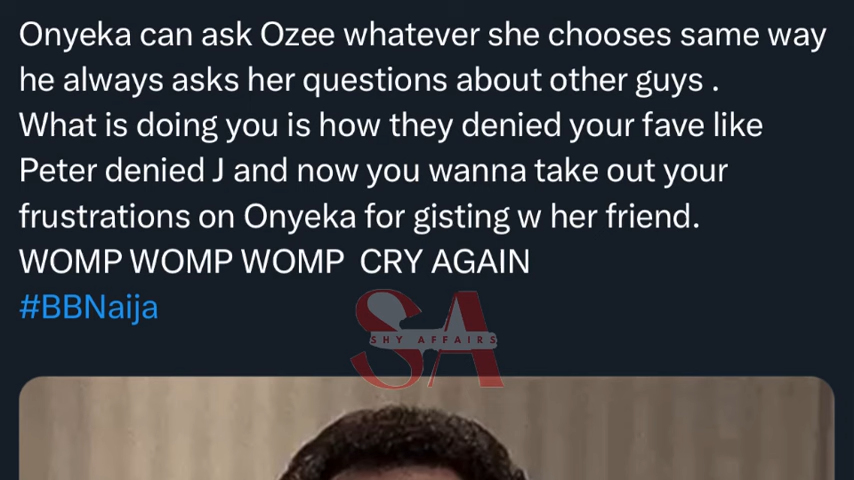 Onyeka can ask Ozee whatever she chooses same way
he always asks her questions about other guys .
What is doing you is how they denied your fave like
Peter denied J and now you wanna take out your
frustrations on Onyeka for gisting w her friend.
WOMP WOMP WOMP  CRY AGAIN
#BBNaija
SA
SHY AFFAIRS